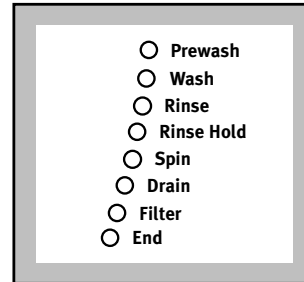 Prewash
Wash
Rinse
Rinse Hold
Spin
Drain
Filter
End